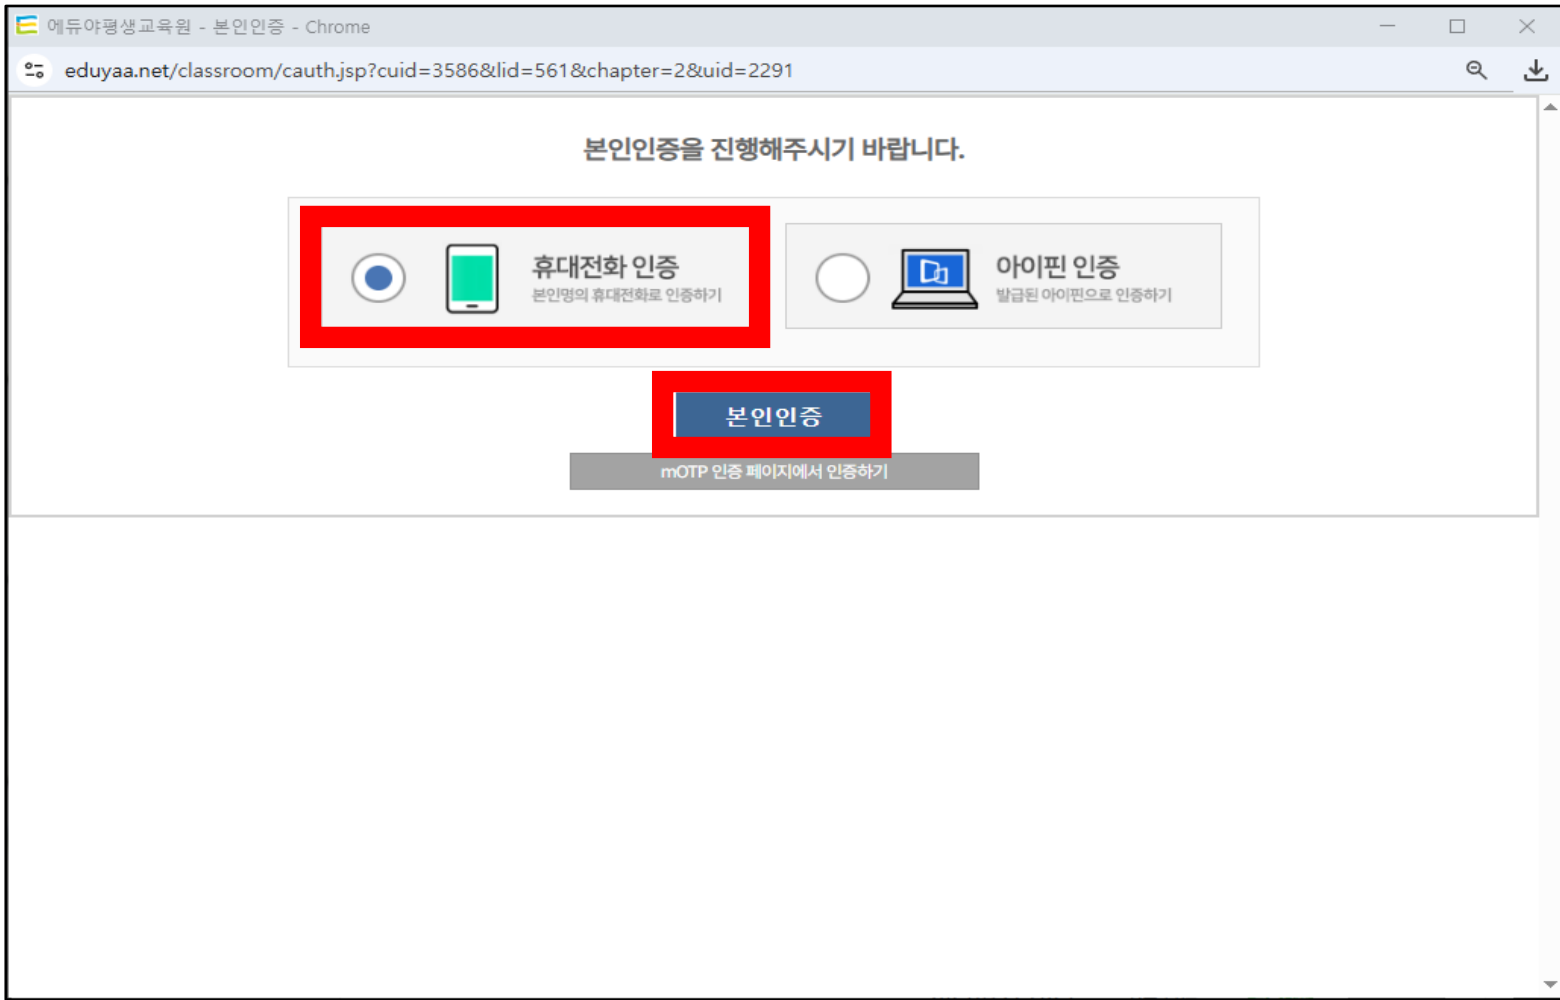 에듀야평생교육원 - 본인인증 - Chrome
eduyaa.net/classroom/cauth.jsp?cuid=3586&lid=561&chapter=2&uid=2291
본인인증을 진행해주시기 바랍니다.
휴대전화 인증
본인명의 휴대전화로 인증하기
아이핀 인증
발급된 아이핀으로 인증하기
본인인증
mOTP 인증 페이지에서 인증하기